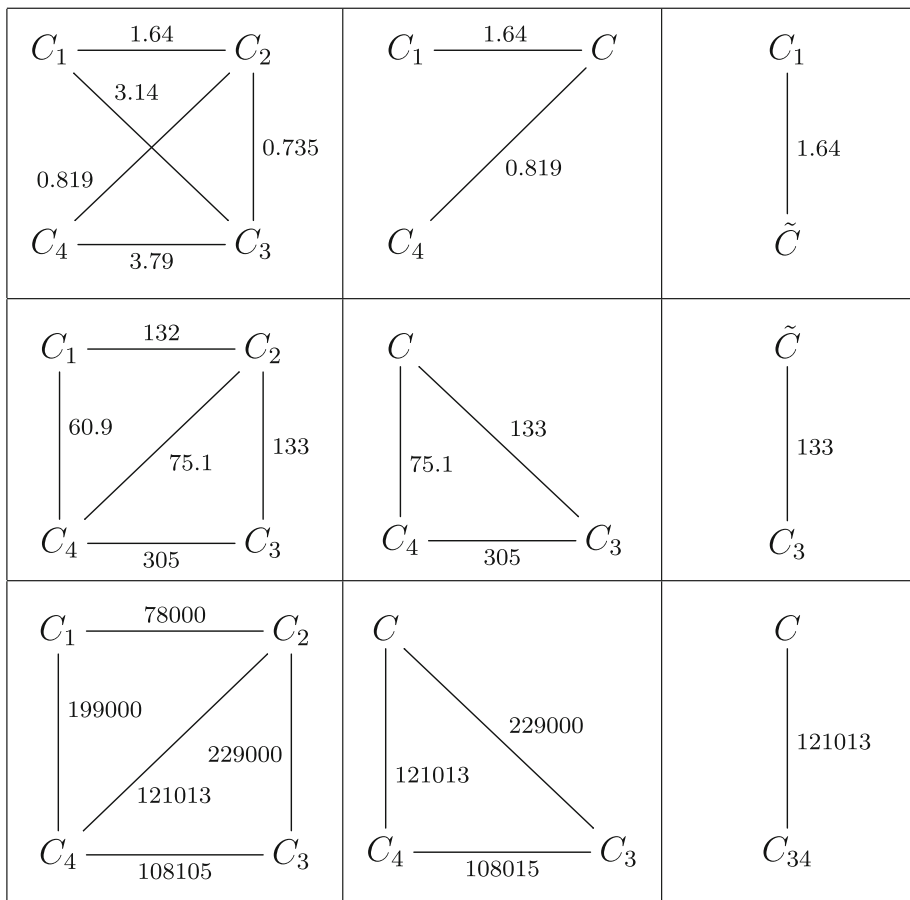 C₁ 1.64 C₂
3.14
0.735
0.819
C₄ 3.79 C₃
C₁ 1.64 C
0.819
C₄
C₁
1.64
C̃
C₁ 132 C₂
60.9
133
75.1
C₄ 305 C₃
C
133
75.1
C₄ 305 C₃
C̃
133
C₃
C₁ 78000 C₂
199000
229000
121013
C₄ 108105 C₃
C
229000
121013
C₄ 108015 C₃
C
121013
C₃₄